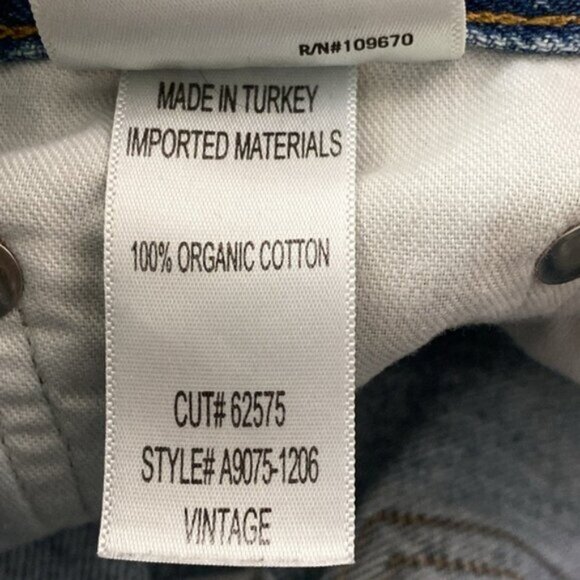 R/N#109670
MADE IN TURKEY
IMPORTED MATERIALS
100% ORGANIC COTTON
CUT# 62575
STYLE# A9075-1206
VINTAGE